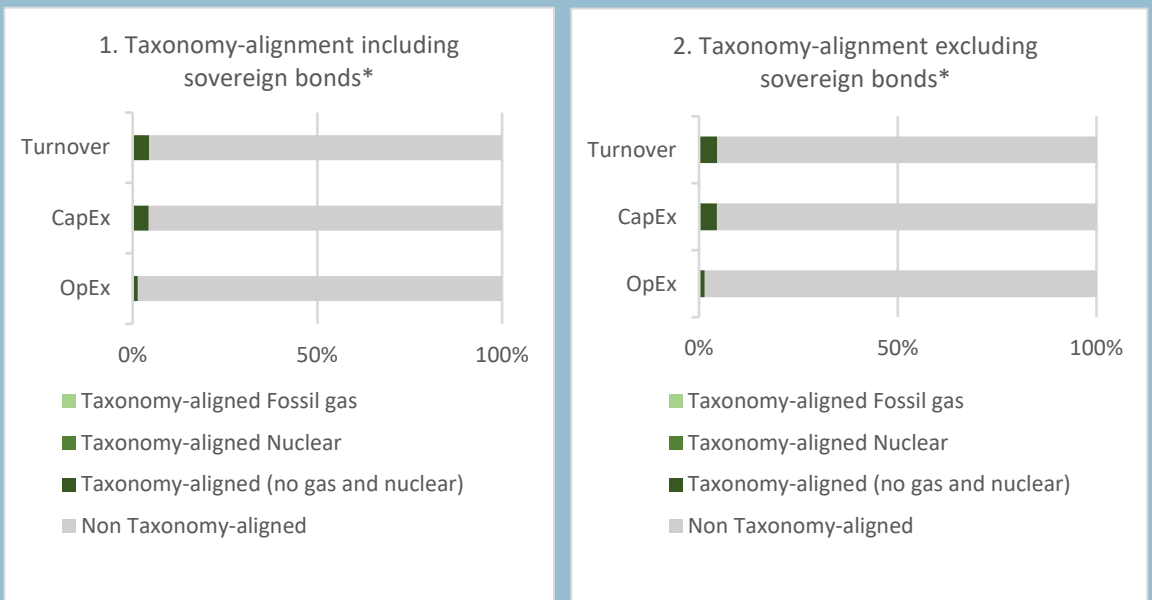 1. Taxonomy-alignment including
sovereign bonds*
Turnover
CapEx
OpEx
0%
50%
100%
Taxonomy-aligned Fossil gas
Taxonomy-aligned Nuclear
Taxonomy-aligned (no gas and nuclear)
Non Taxonomy-aligned
2. Taxonomy-alignment excluding
sovereign bonds*
Turnover
CapEx
OpEx
0%
50%
100%
Taxonomy-aligned Fossil gas
Taxonomy-aligned Nuclear
Taxonomy-aligned (no gas and nuclear)
Non Taxonomy-aligned